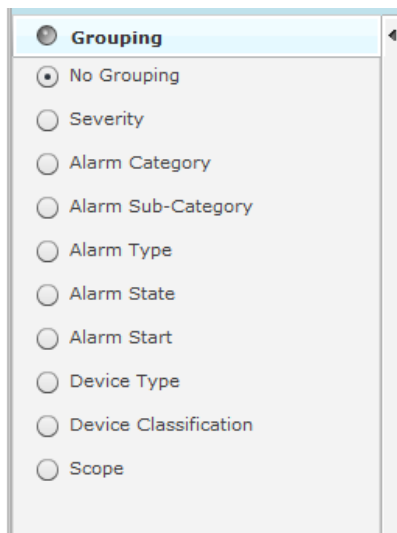 Grouping
No Grouping
Severity
Alarm Category
Alarm Sub-Category
Alarm Type
Alarm State
Alarm Start
Device Type
Device Classification
Scope